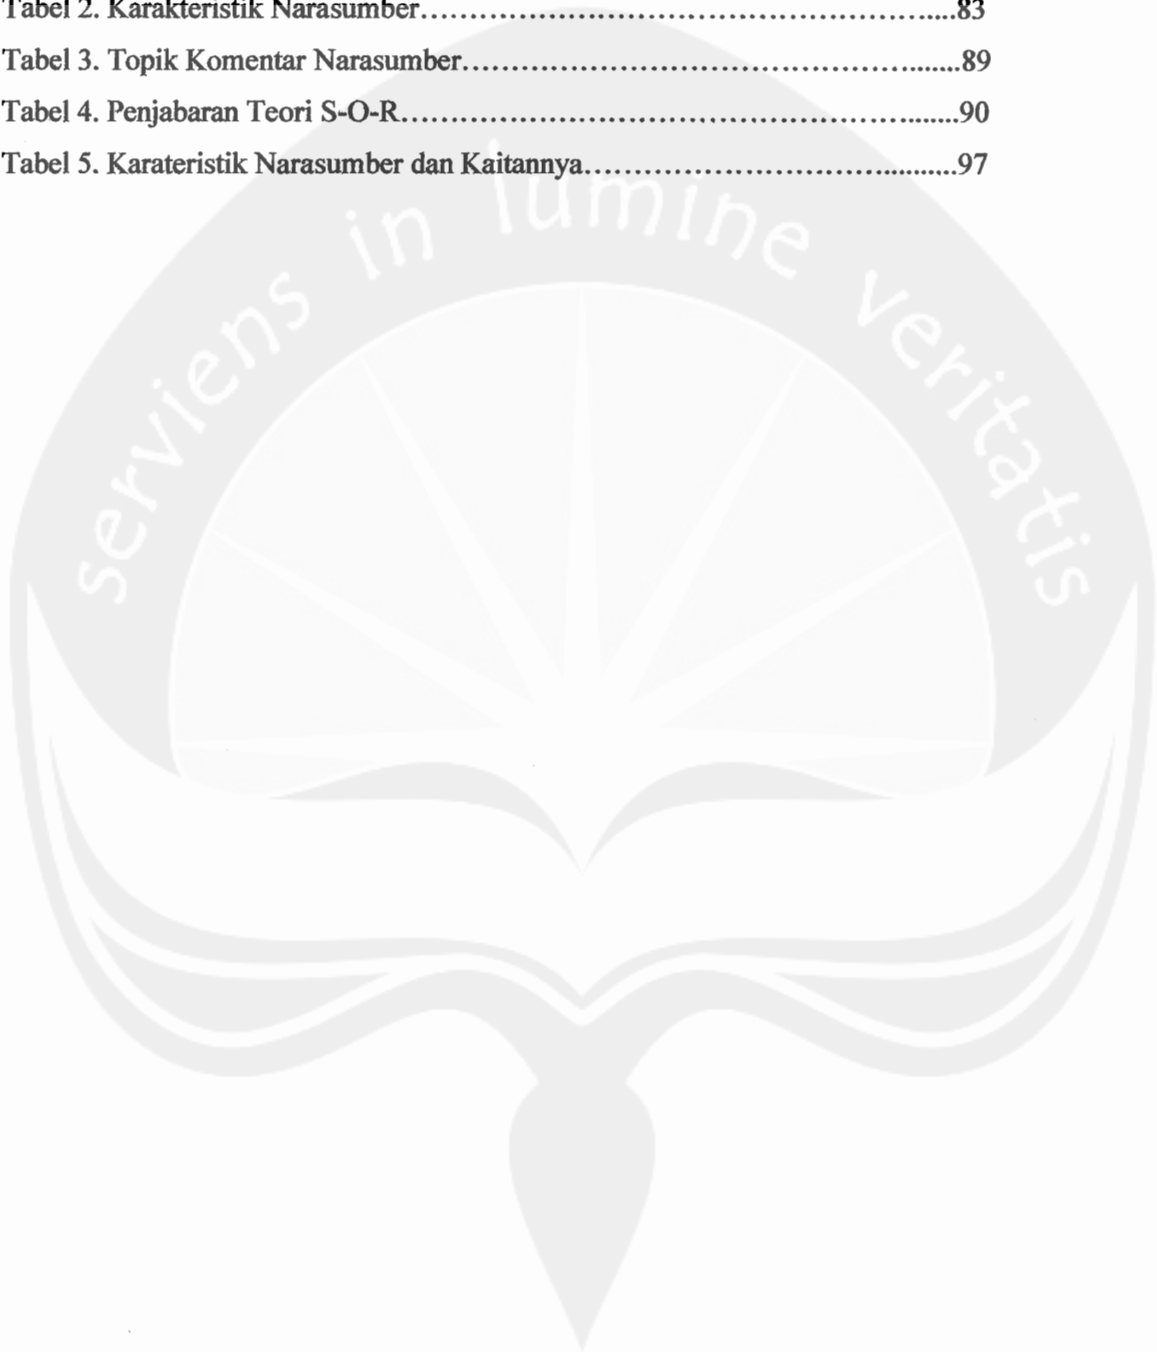 Tabel 2. Karakteristik Narasumber.......................................................83
Tabel 3. Topik Komentar Narasumber...................................................89
Tabel 4. Penjabaran Teori S-O-R.........................................................90
Tabel 5. Karateristik Narasumber dan Kaitannya.......................................97
serviens in lumine veritatis